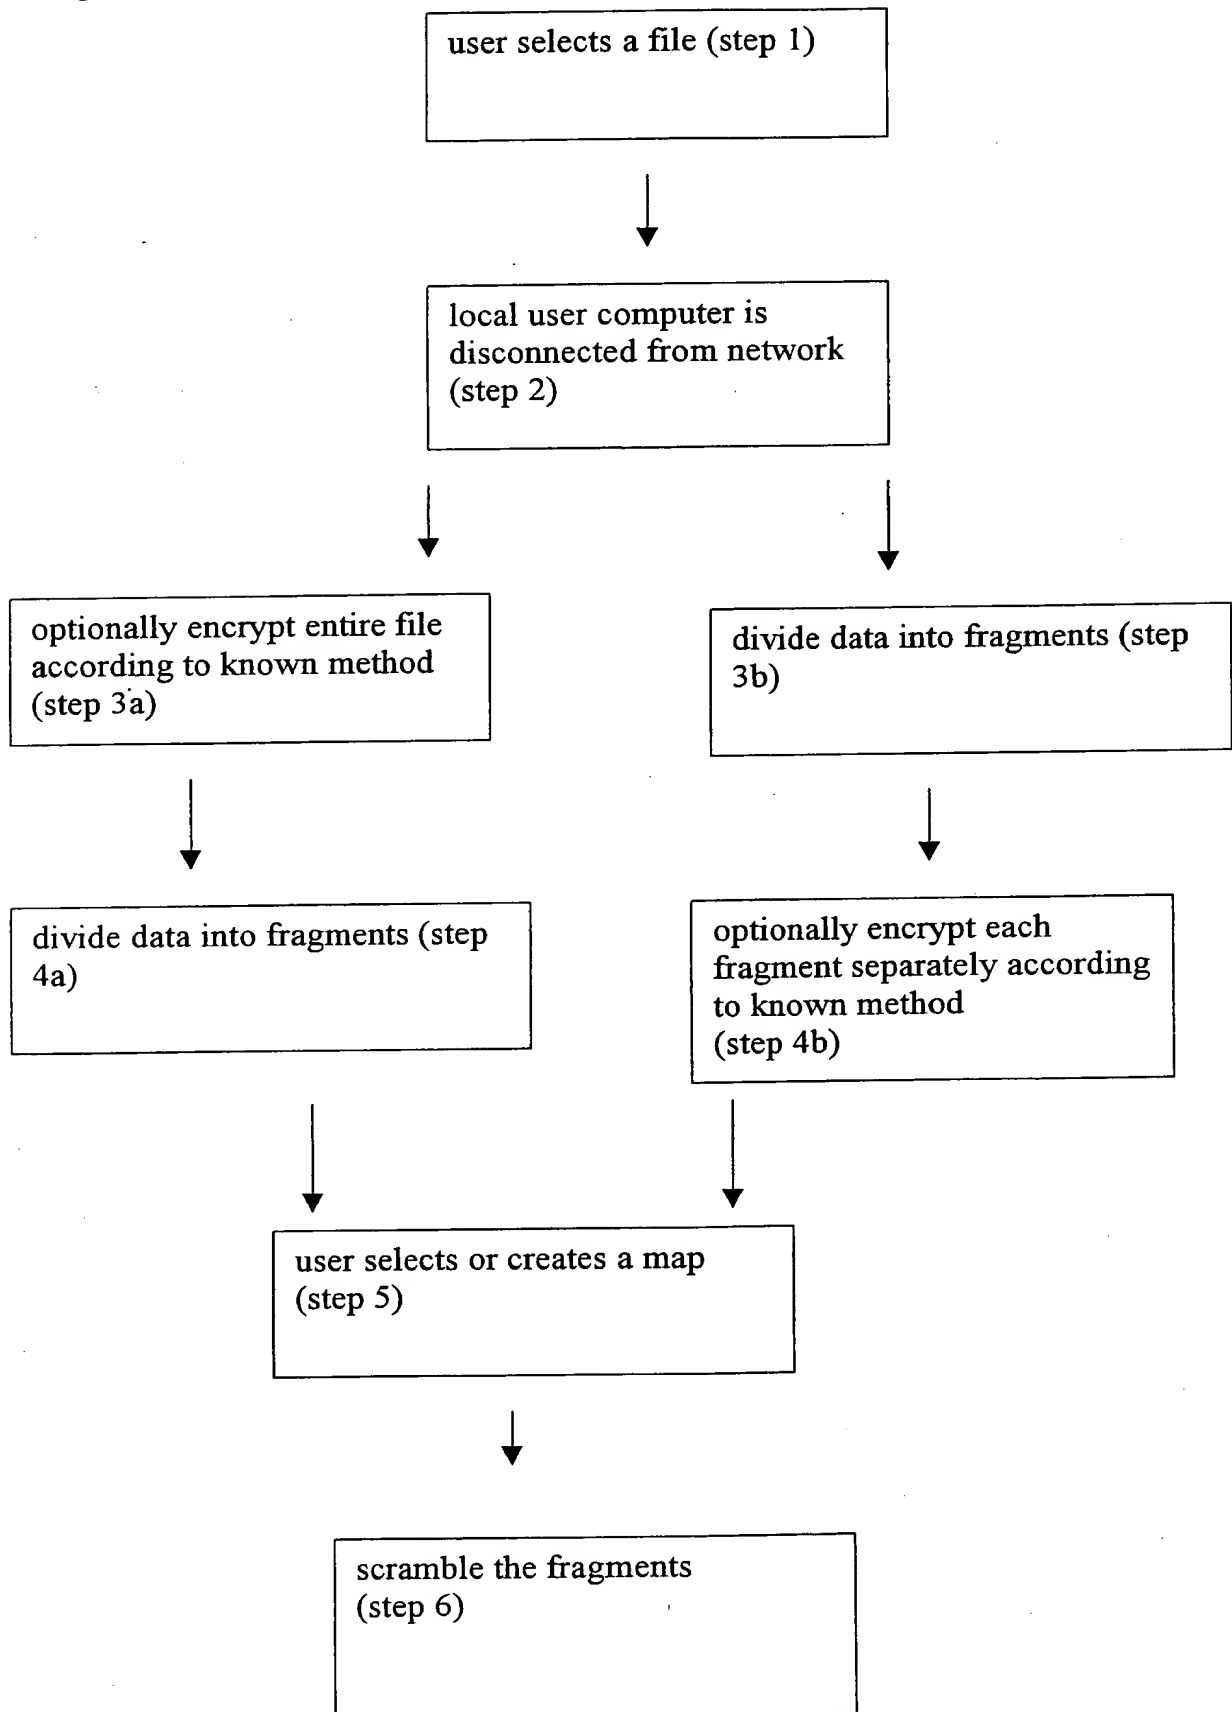 user selects a file (step 1)
local user computer is
disconnected from network
(step 2)
optionally encrypt entire file
according to known method
(step 3a)
divide data into fragments (step
3b)
divide data into fragments (step
4a)
optionally encrypt each
fragment separately according
to known method
(step 4b)
user selects or creates a map
(step 5)
scramble the fragments
(step 6)